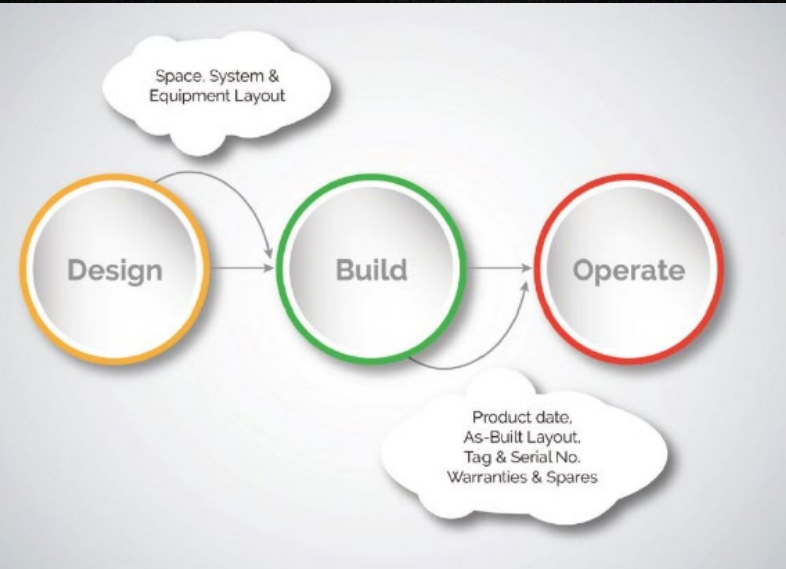 Space, System &
Equipment Layout
Design
Build
Operate
Product date,
As-Built Layout,
Tag & Serial No.
Warranties & Spares